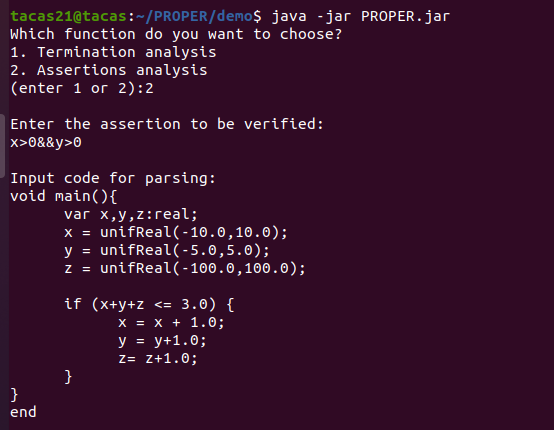 tacas21@tacas:~/PROPER/demo$ java -jar PROPER.jar
Which function do you want to choose?
1. Termination analysis
2. Assertions analysis
(enter 1 or 2):2
Enter the assertion to be verified:
x>0&&y>0
Input code for parsing:
void main(){
var x,y,z:real;
x = unifReal(-10.0,10.0);
y = unifReal(-5.0,5.0);
z = unifReal(-100.0,100.0);
if (x+y+z <= 3.0) {
x = x + 1.0;
y = y+1.0;
z= z+1.0;
}
}
end